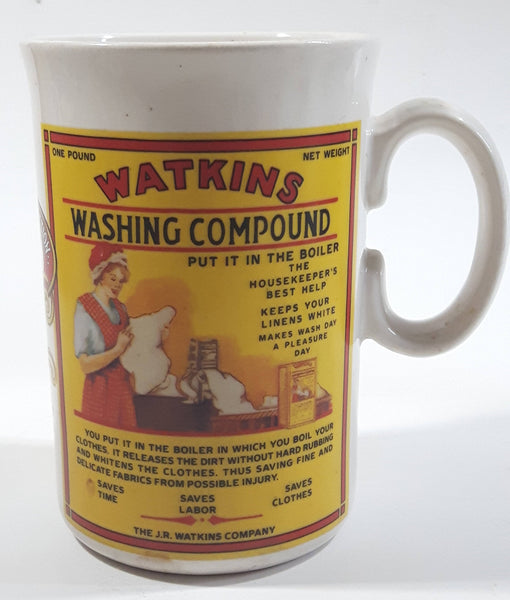 ONE POUND NET WEIGHT
WATKINS
WASHING COMPOUND
PUT IT IN THE BOILER
THE
HOUSEKEEPER'S
BEST HELP
KEEPS YOUR
LINENS WHITE
MAKES WASH DAY
A PLEASURE
DAY
YOU PUT IT IN THE BOILER IN WHICH YOU BOIL YOUR
CLOTHES, IT RELEASES THE DIRT WITHOUT HARD RUBBING
AND WHITENS THE CLOTHES. THUS SAVING FINE AND
DELICATE FABRICS FROM POSSIBLE INJURY.
SAVES
TIME
SAVES
LABOR
SAVES
CLOTHES
THE J.R. WATKINS COMPANY